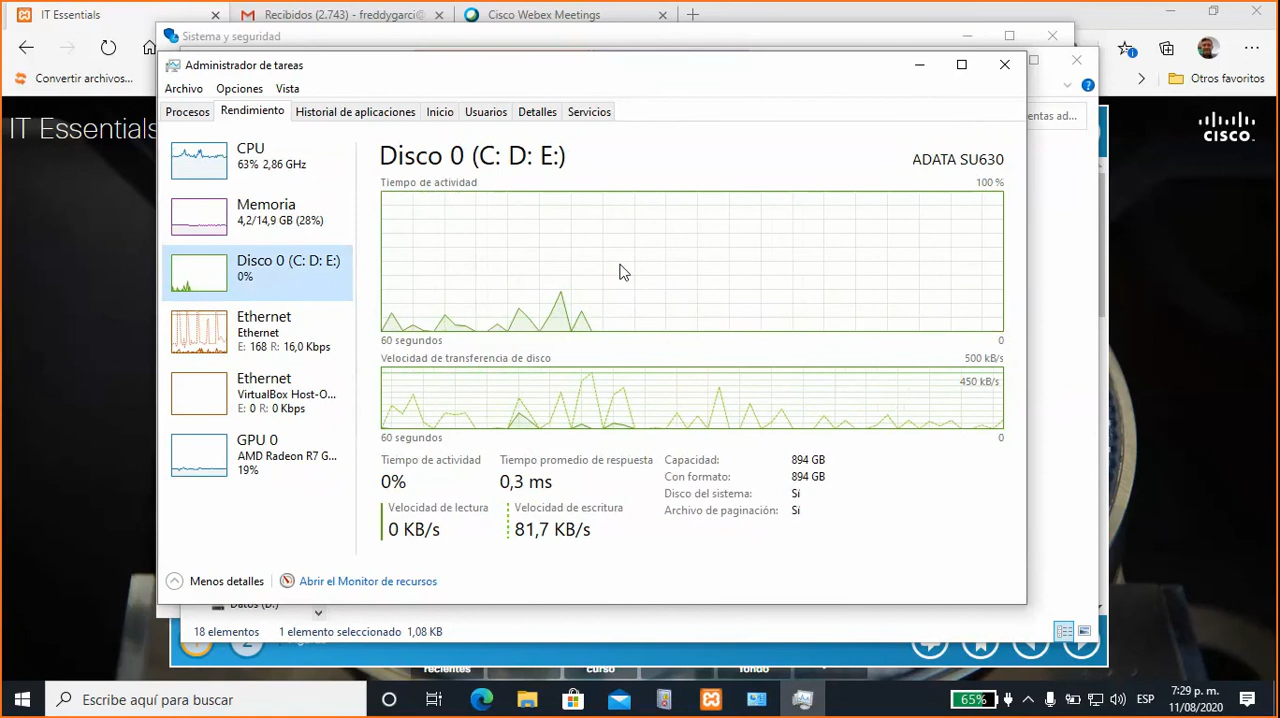 IT Essentials
Recibidos (2.743) - freddygarci@
Cisco Webex Meetings
Sistema y seguridad
Convertir archivos...
Otros favoritos
Administrador de tareas
Archivo Opciones Vista
Procesos Rendimiento Historial de aplicaciones Inicio Usuarios Detalles Servicios
entas ad...
IT Essentials
CISCO
CPU
63% 2,86 GHz
Memoria
4,2/14,9 GB (28%)
Disco 0 (C: D: E:)
0%
Ethernet
Ethernet
E: 168 R: 16,0 Kbps
Ethernet
VirtualBox Host-O...
E: 0 R: 0 Kbps
GPU 0
AMD Radeon R7 G...
19%
Disco 0 (C: D: E:)
ADATA SU630
Tiempo de actividad 100 %
60 segundos 0
Velocidad de transferencia de disco 500 kB/s
450 kB/s
60 segundos 0
Tiempo de actividad
0%
Tiempo promedio de respuesta
0,3 ms
Velocidad de lectura
0 KB/s
Velocidad de escritura
81,7 KB/s
Capacidad: 894 GB
Con formato: 894 GB
Disco del sistema: Sí
Archivo de paginación: Sí
Menos detalles
Abrir el Monitor de recursos
Datos (D:)
18 elementos 1 elemento seleccionado 1,08 KB
recientes curso fondo
Escribe aquí para buscar
65%
ESP
7:29 p. m.
11/08/2020